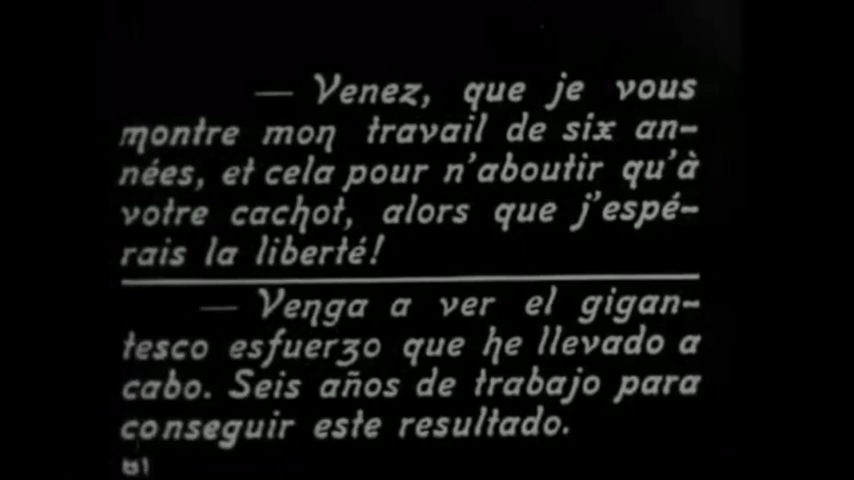 — Venez, que je vous
montre mon travail de six an-
nées, et cela pour n'aboutir qu'à
votre cachot, alors que j'espé-
rais la liberté!
— Venga a ver el gigan-
tesco esfuerzo que he llevado a
cabo. Seis años de trabajo para
conseguir este resultado.